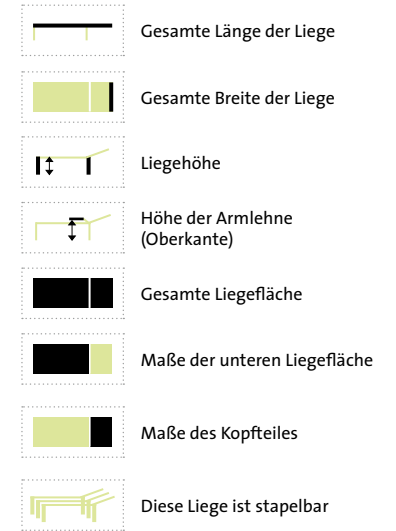 Gesamte Länge der Liege
Gesamte Breite der Liege
Liegehöhe
Höhe der Armlehne
(Oberkante)
Gesamte Liegefläche
Maße der unteren Liegefläche
Maße des Kopfteiles
Diese Liege ist stapelbar